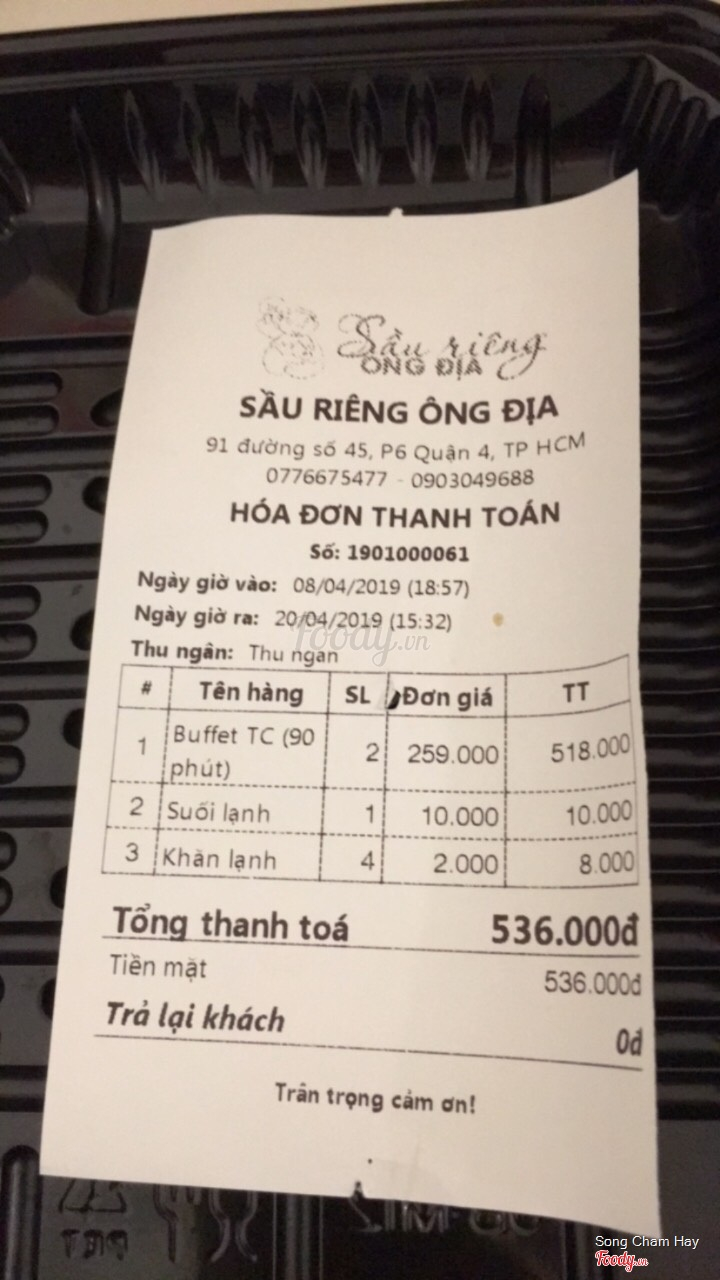 Sầu riêng
ÔNG ĐỊA
SẦU RIÊNG ÔNG ĐỊA
91 đường số 45, P6 Quận 4, TP HCM
0776675477 - 0903049688
HÓA ĐƠN THANH TOÁN
Số: 1901000061
Ngày giờ vào: 08/04/2019 (18:57)
Ngày giờ ra: 20/04/2019 (15:32)
foody.vn
Thu ngân: Thu ngan
# Tên hàng SL Đơn giá TT
1 Buffet TC (90 phút) 2 259.000 518.000
2 Suối lạnh 1 10.000 10.000
3 Khăn lạnh 4 2.000 8.000
Tổng thanh toá 536.000đ
Tiền mặt 536.000đ
Trả lại khách 0đ
Trân trọng cảm ơn!
Song Cham Hay
Foody.vn